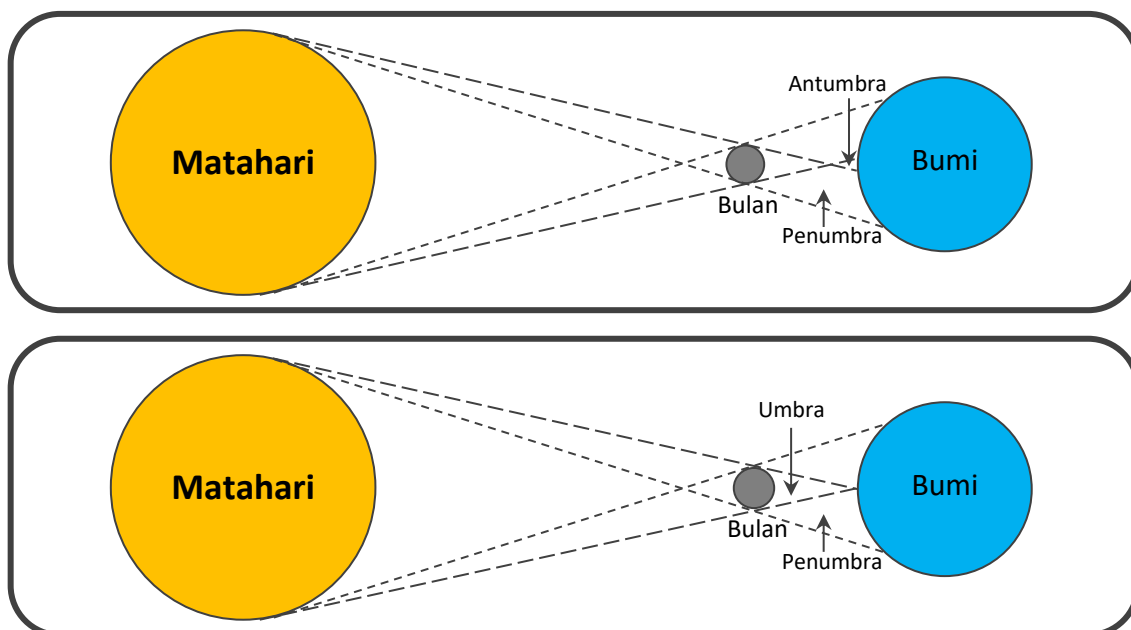 Antumbra
Matahari
Bumi
Bulan
Penumbra
Umbra
Matahari
Bumi
Bulan
Penumbra